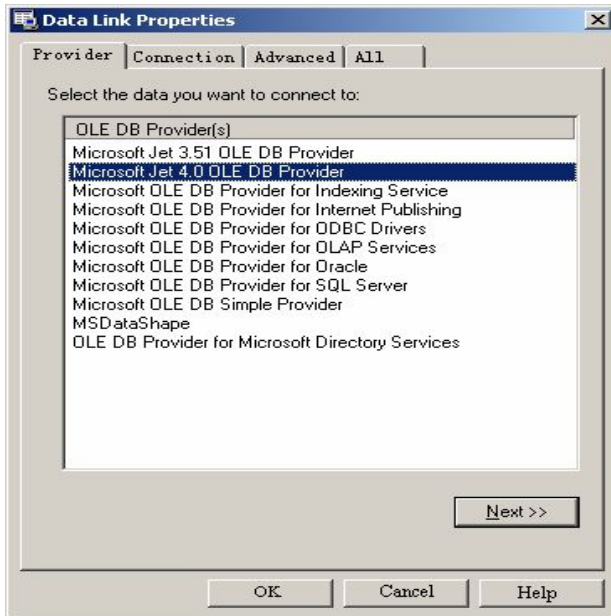 Data Link Properties
Provider Connection Advanced All
Select the data you want to connect to:
OLE DB Provider(s)
Microsoft Jet 3.51 OLE DB Provider
Microsoft Jet 4.0 OLE DB Provider
Microsoft OLE DB Provider for Indexing Service
Microsoft OLE DB Provider for Internet Publishing
Microsoft OLE DB Provider for ODBC Drivers
Microsoft OLE DB Provider for OLAP Services
Microsoft OLE DB Provider for Oracle
Microsoft OLE DB Provider for SQL Server
Microsoft OLE DB Simple Provider
MSDataShape
OLE DB Provider for Microsoft Directory Services
Next >>
OK Cancel Help